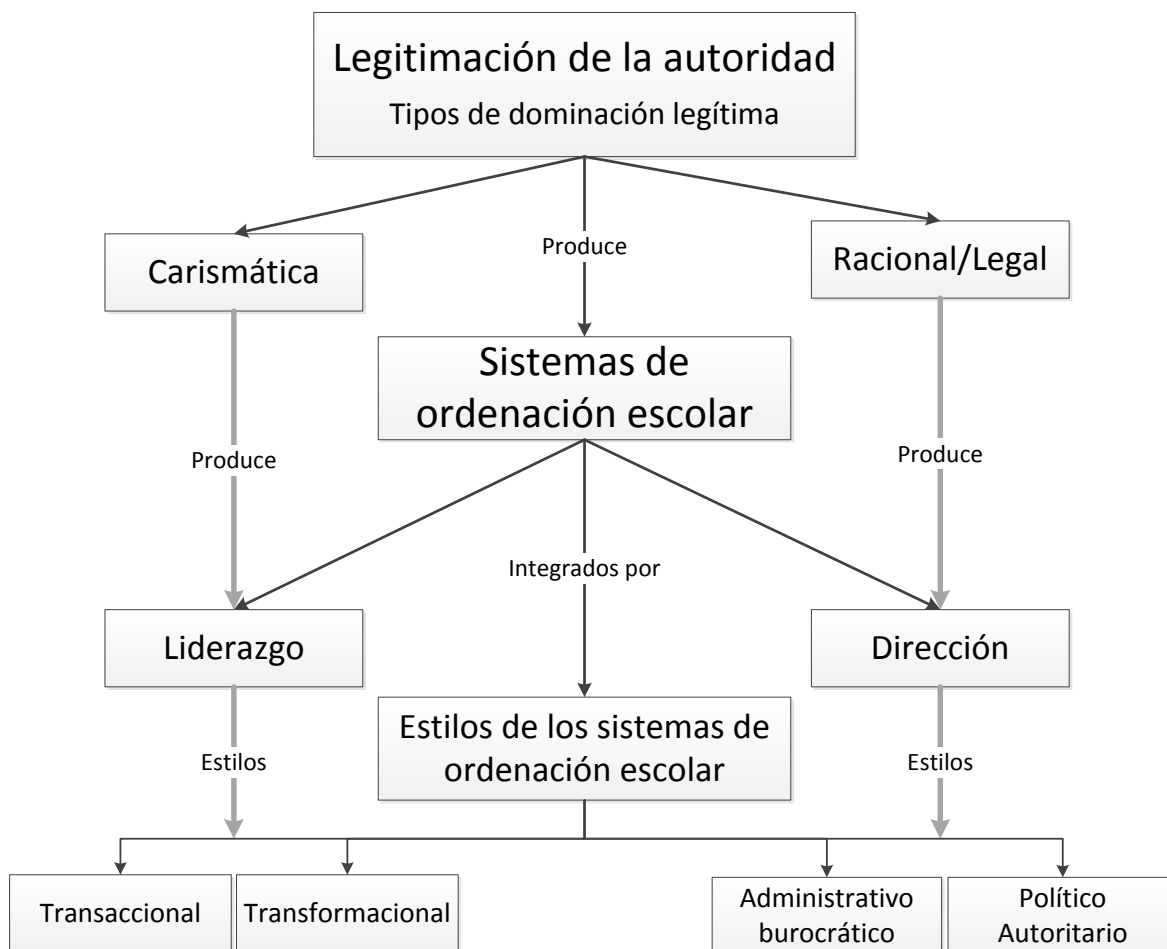 Legitimación de la autoridad
Tipos de dominación legítima
Produce
Carismática
Racional/Legal
Sistemas de
ordenación escolar
Produce
Produce
Integrados por
Liderazgo
Dirección
Estilos de los sistemas de
ordenación escolar
Estilos
Estilos
Transaccional
Transformacional
Administrativo
burocrático
Político
Autoritario